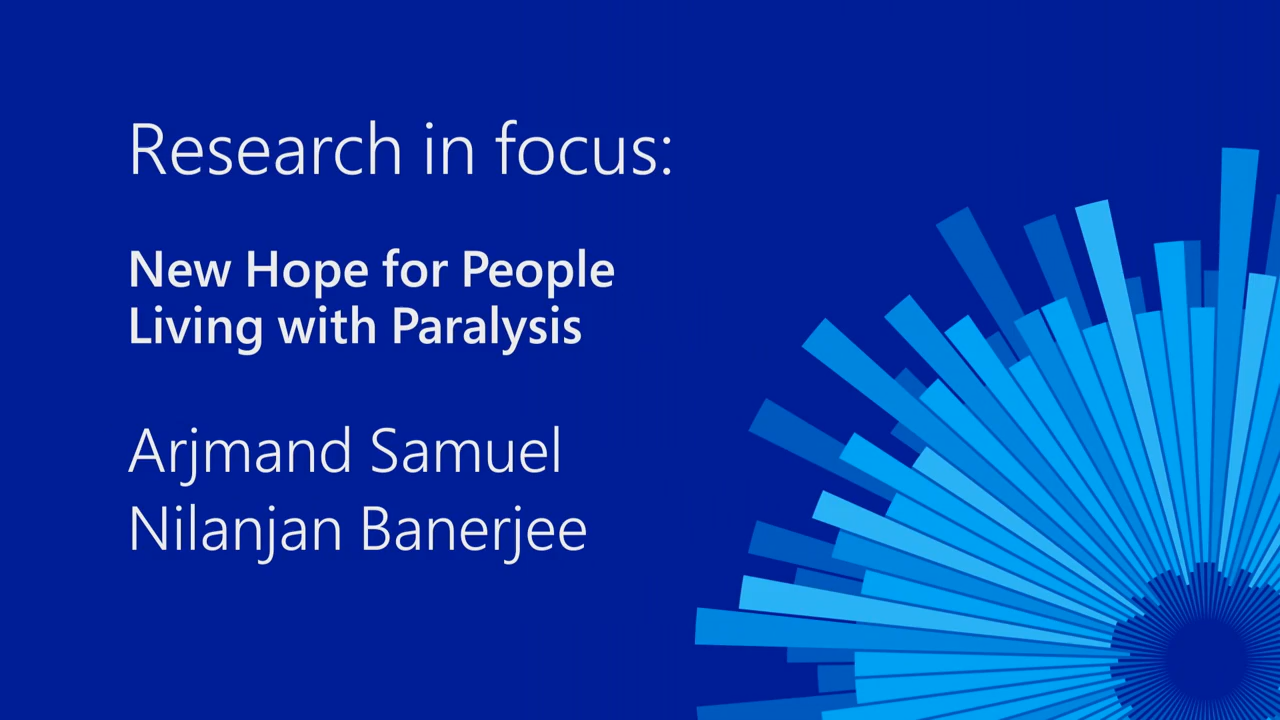 Research in focus:
New Hope for People
Living with Paralysis
Arjmand Samuel
Nilanjan Banerjee